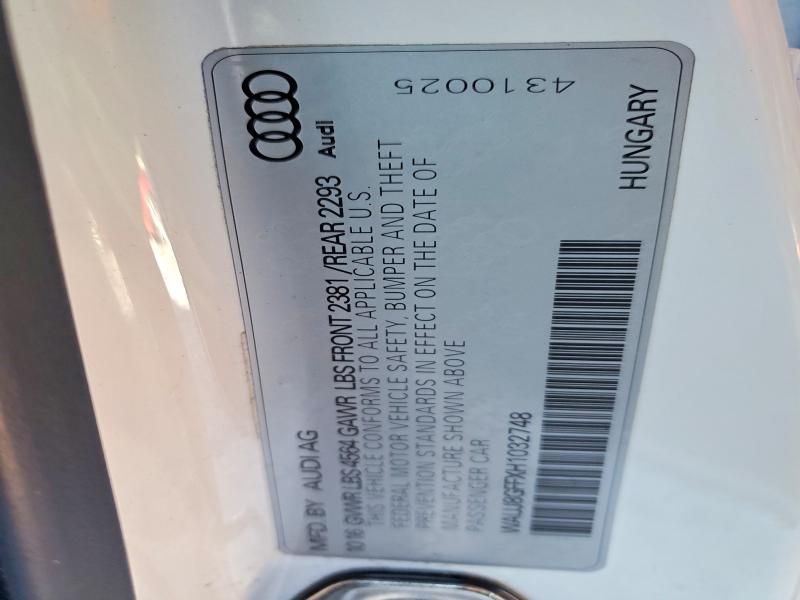 MFD BY AUDI AG
Audi
10 16 GVWR LBS 4564 GAWR LBS FRONT 2381 / REAR 2293
THIS VEHICLE CONFORMS TO ALL APPLICABLE U.S.
FEDERAL MOTOR VEHICLE SAFETY, BUMPER AND THEFT
PREVENTION STANDARDS IN EFFECT ON THE DATE OF
MANUFACTURE SHOWN ABOVE
PASSENGER CAR
4310025
WAUJ8GFFXH1032748
HUNGARY